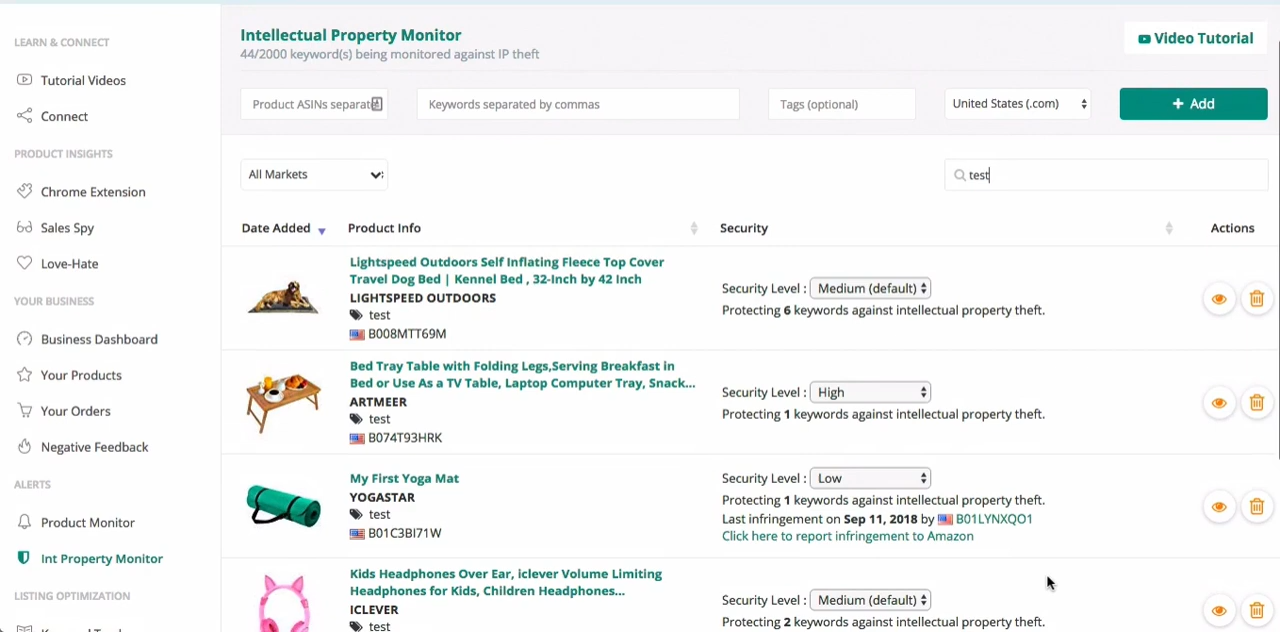 LEARN & CONNECT
Tutorial Videos
Connect
PRODUCT INSIGHTS
Chrome Extension
Sales Spy
Love-Hate
YOUR BUSINESS
Business Dashboard
Your Products
Your Orders
Negative Feedback
ALERTS
Product Monitor
Int Property Monitor
LISTING OPTIMIZATION
Intellectual Property Monitor
44/2000 keyword(s) being monitored against IP theft
Video Tutorial
Product ASINs separate
Keywords separated by commas
Tags (optional)
United States (.com)
+ Add
All Markets
test
Date Added
Product Info
Security
Actions
Lightspeed Outdoors Self Inflating Fleece Top Cover
Travel Dog Bed | Kennel Bed , 32-Inch by 42 Inch
LIGHTSPEED OUTDOORS
test
B008MTT69M
Security Level : Medium (default)
Protecting 6 keywords against intellectual property theft.
Bed Tray Table with Folding Legs,Serving Breakfast in
Bed or Use As a TV Table, Laptop Computer Tray, Snack...
ARTMEER
test
B074T93HRK
Security Level : High
Protecting 1 keywords against intellectual property theft.
My First Yoga Mat
YOGASTAR
test
B01C3BI71W
Security Level : Low
Protecting 1 keywords against intellectual property theft.
Last infringement on Sep 11, 2018 by B01LYNXQO1
Click here to report infringement to Amazon
Kids Headphones Over Ear, iclever Volume Limiting
Headphones for Kids, Children Headphones...
ICLEVER
test
Security Level : Medium (default)
Protecting 2 keywords against intellectual property theft.